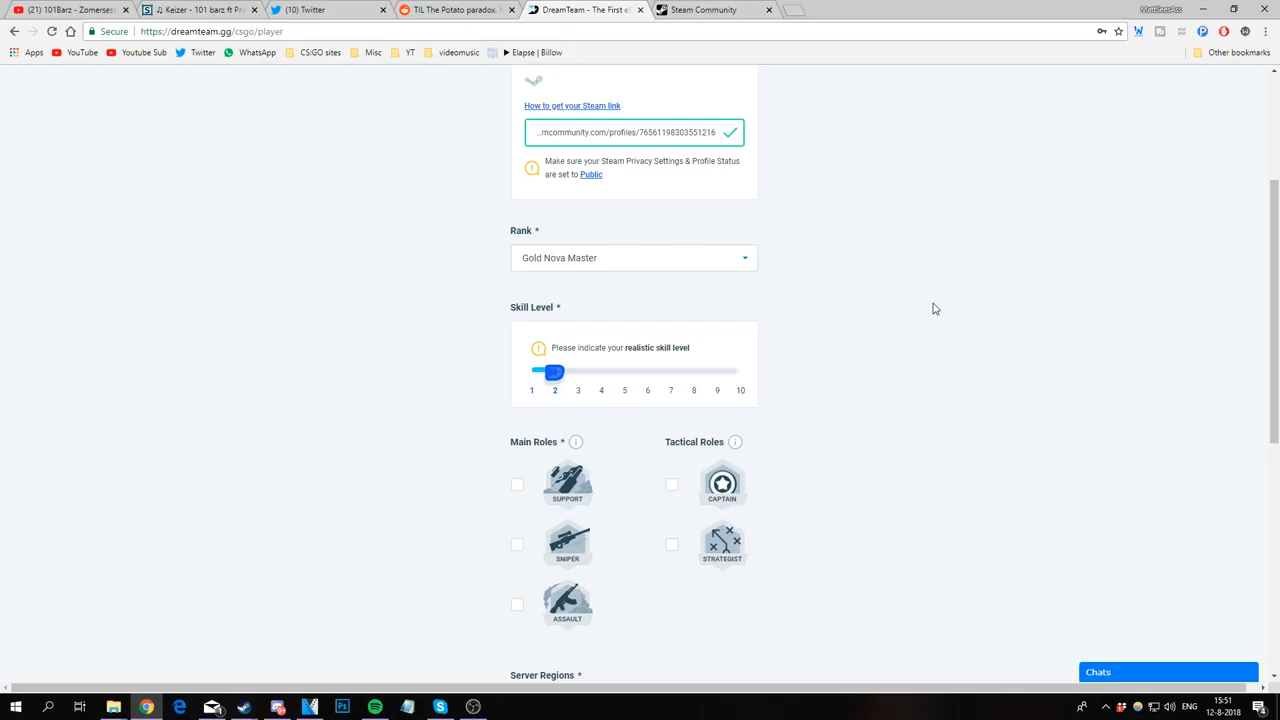 (21) 101Barz - Zomersess
Keizer - 101 barz ft Pr
(10) Twitter
TIL The Potato paradox. I
DreamTeam - The First eS
Steam Community
MattSeesAss
Secure
https://dreamteam.gg/csgo/player
Apps
YouTube
YouTube Sub
Twitter
WhatsApp
CS:GO sites
Misc
YT
videomusic
Elapse | Billow
Other bookmarks
How to get your Steam link
...mcommunity.com/profiles/76561198303551216
Make sure your Steam Privacy Settings & Profile Status
are set to Public
Rank *
Gold Nova Master
Skill Level *
Please indicate your realistic skill level
1 2 3 4 5 6 7 8 9 10
Main Roles *
Tactical Roles
SUPPORT
CAPTAIN
SNIPER
STRATEGIST
ASSAULT
Server Regions *
Chats
ENG
15:51
12-8-2018